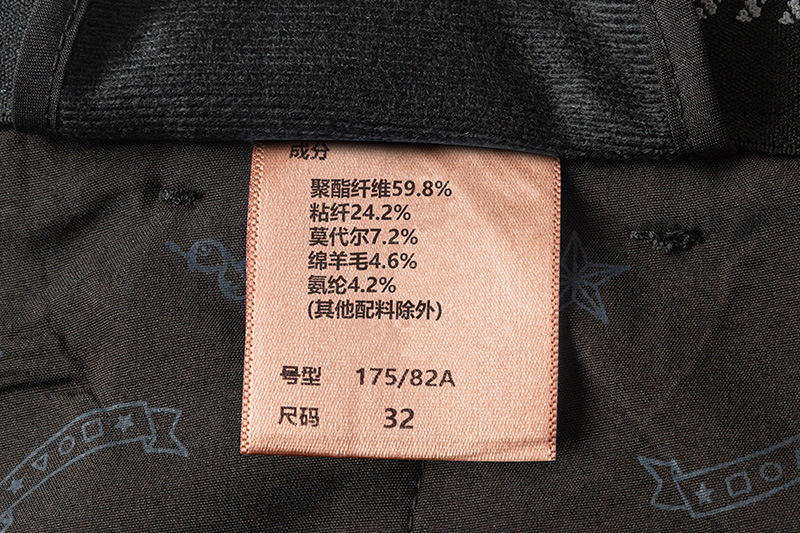 成分
聚酯纤维59.8%
粘纤24.2%
莫代尔7.2%
绵羊毛4.6%
氨纶4.2%
(其他配料除外)
号型 175/82A
尺码 32